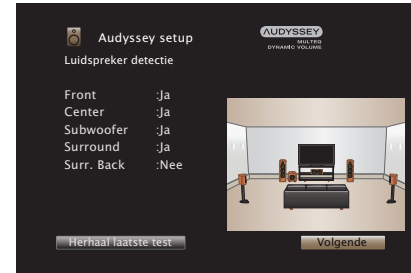 Audyssey setup
AUDYSSEY
MULTEQ
DYNAMIC VOLUME
Luidspreker detectie
Front :Ja
Center :Ja
Subwoofer :Ja
Surround :Ja
Surr. Back :Nee
Herhaal laatste test
Volgende